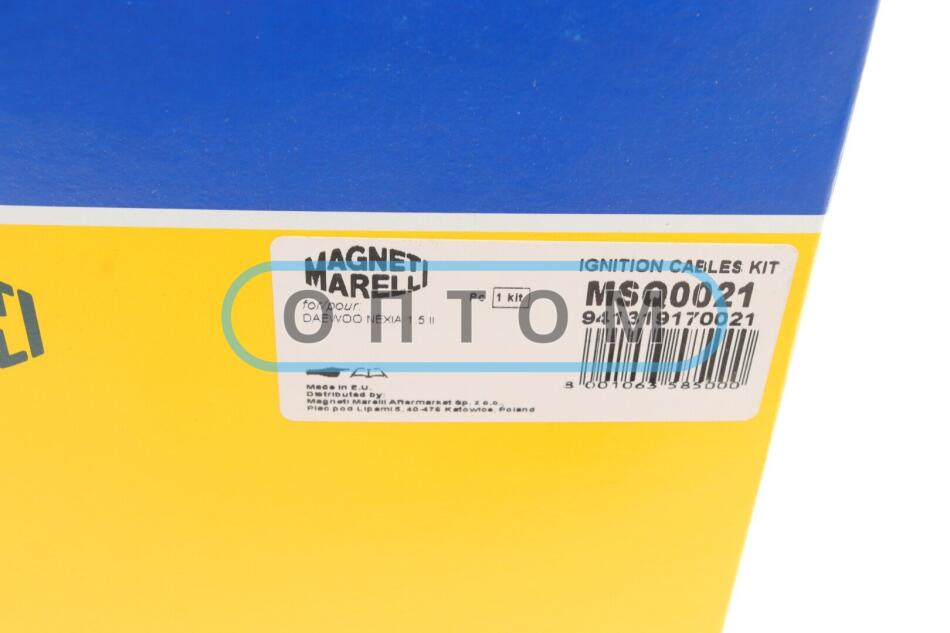 MAGNETI
MARELLI
for/pour:
DAEWOO NEXIA 1.5 II
Pc 1 kit
IGNITION CABLES KIT
MSQ0021
941319170021
8 001063 585000
Made in E.U.
Distributed by:
Magneti Marelli Aftermarket Sp. z o.o.,
Plac pod Lipami 5, 40-476 Katowice, Poland
ОПТОМ